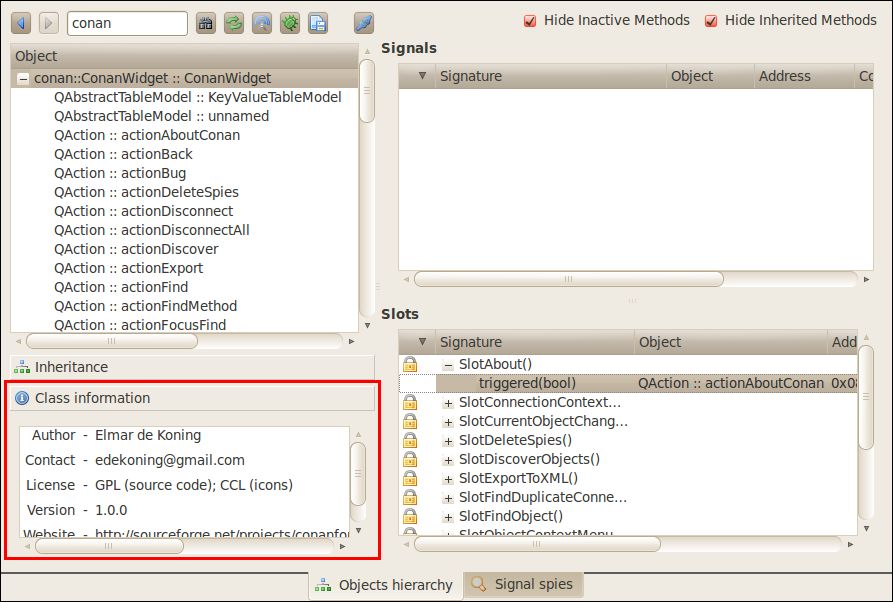 conan
Hide Inactive Methods
Hide Inherited Methods
Object
conan::ConanWidget :: ConanWidget
QAbstractTableModel :: KeyValueTableModel
QAbstractTableModel :: unnamed
QAction :: actionAboutConan
QAction :: actionBack
QAction :: actionBug
QAction :: actionDeleteSpies
QAction :: actionDisconnect
QAction :: actionDisconnectAll
QAction :: actionDiscover
QAction :: actionExport
QAction :: actionFind
QAction :: actionFindMethod
QAction :: actionFocusFind
Inheritance
Class information
Author - Elmar de Koning
Contact - edekoning@gmail.com
License - GPL (source code); CCL (icons)
Version - 1.0.0
Website - http://sourceforge.net/projects/conanfo
Signals
Signature Object Address Co
Slots
Signature Object Add
SlotAbout()
triggered(bool) QAction :: actionAboutConan 0x08
SlotConnectionContext...
SlotCurrentObjectChang...
SlotDeleteSpies()
SlotDiscoverObjects()
SlotExportToXML()
SlotFindDuplicateConne...
SlotFindObject()
SlotObjectContextMenu
Objects hierarchy
Signal spies